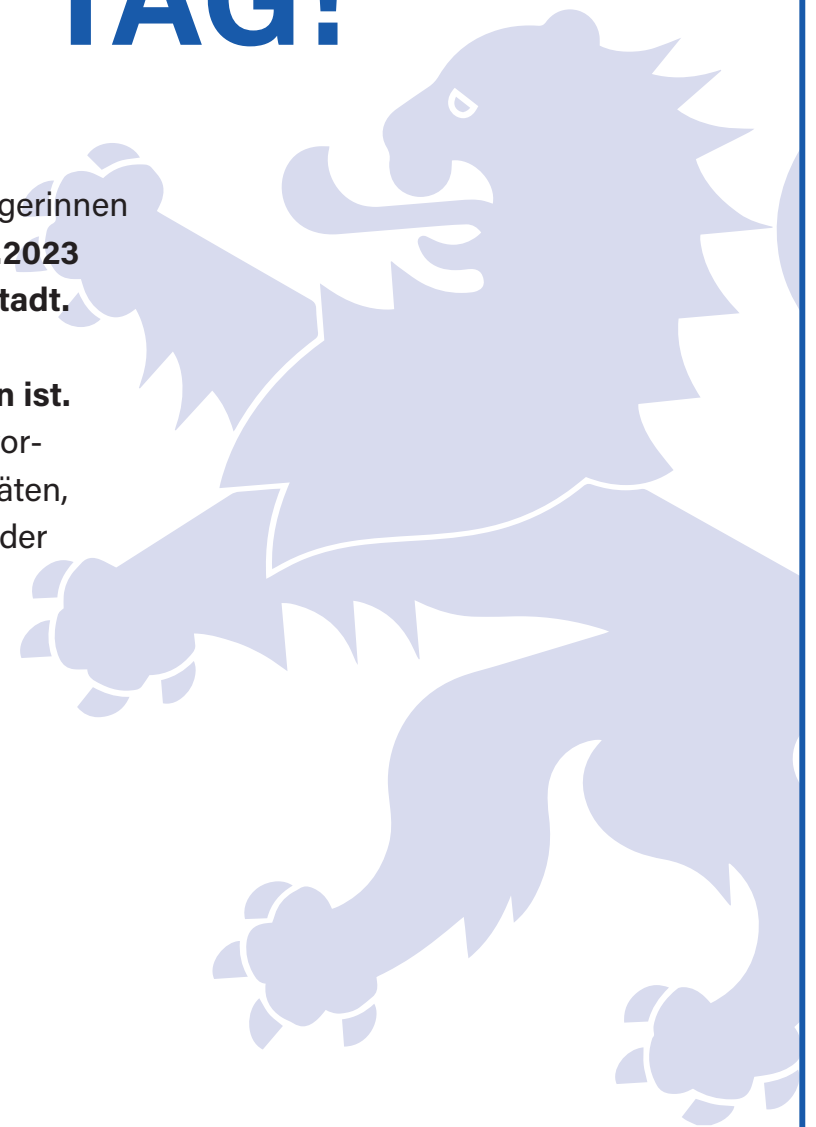 TAG!
gerinnen
.2023
tadt.
n ist.
or-
äten,
der